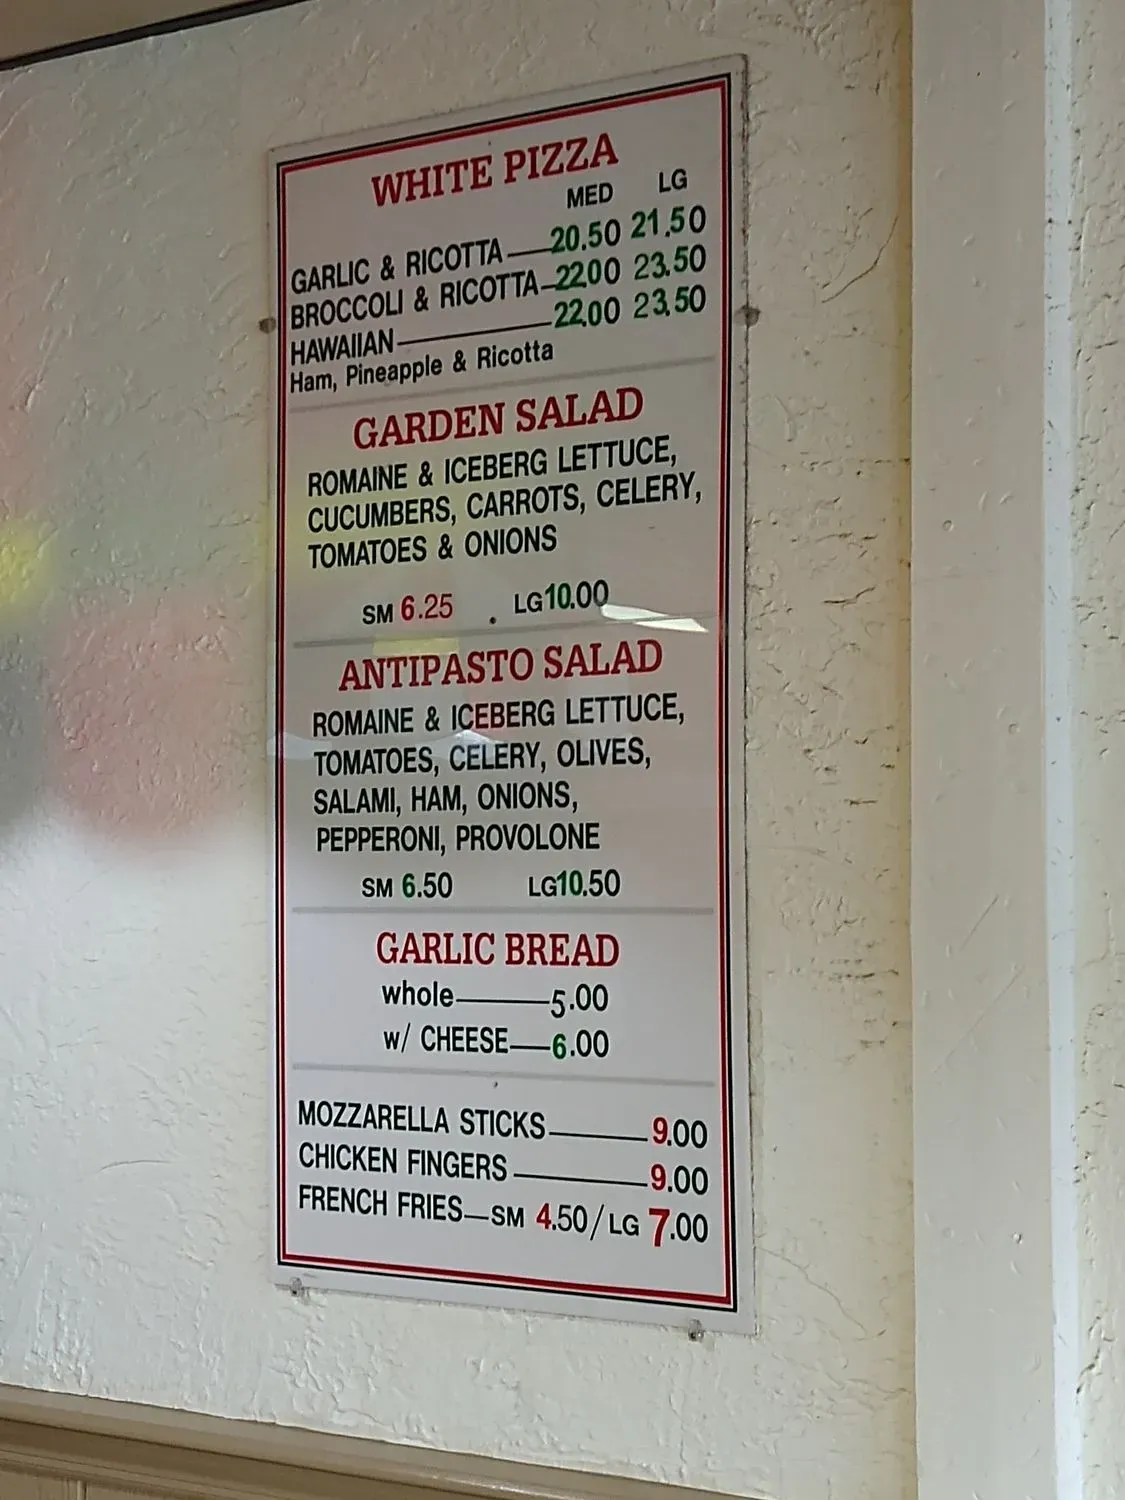 WHITE PIZZA
MED LG
GARLIC & RICOTTA 20.50 21.50
BROCCOLI & RICOTTA 22.00 23.50
HAWAIIAN 22.00 23.50
Ham, Pineapple & Ricotta
GARDEN SALAD
ROMAINE & ICEBERG LETTUCE,
CUCUMBERS, CARROTS, CELERY,
TOMATOES & ONIONS
SM 6.25 LG 10.00
ANTIPASTO SALAD
ROMAINE & ICEBERG LETTUCE,
TOMATOES, CELERY, OLIVES,
SALAMI, HAM, ONIONS,
PEPPERONI, PROVOLONE
SM 6.50 LG 10.50
GARLIC BREAD
whole 5.00
w/ CHEESE 6.00
MOZZARELLA STICKS 9.00
CHICKEN FINGERS 9.00
FRENCH FRIES SM 4.50/LG 7.00